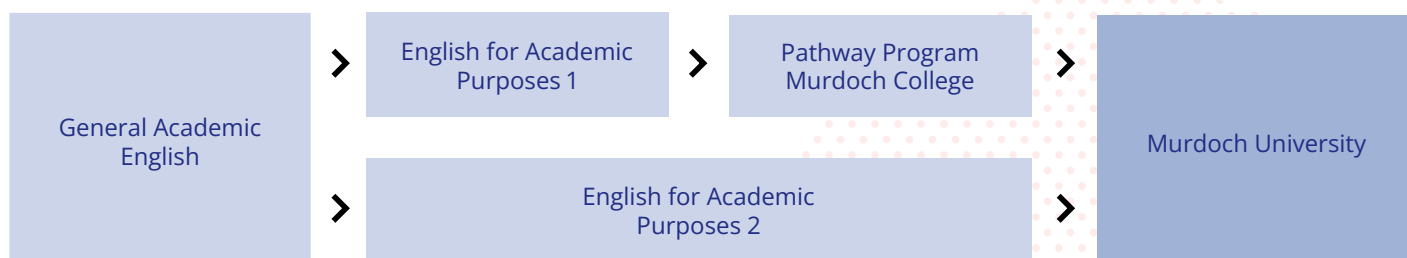 General Academic
English
English for Academic
Purposes 1
Pathway Program
Murdoch College
English for Academic
Purposes 2
Murdoch University